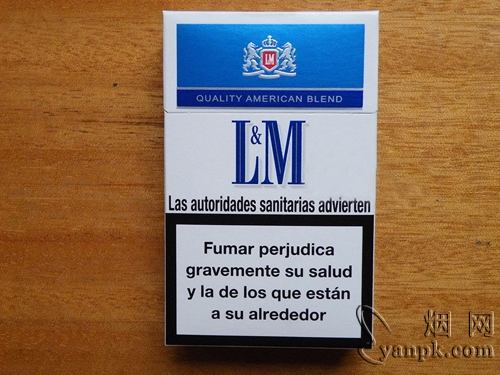 LM
QUALITY AMERICAN BLEND
L&M
Las autoridades sanitarias advierten
Fumar perjudica
gravemente su salud
y la de los que están
a su alrededor
烟网
yanpk.com